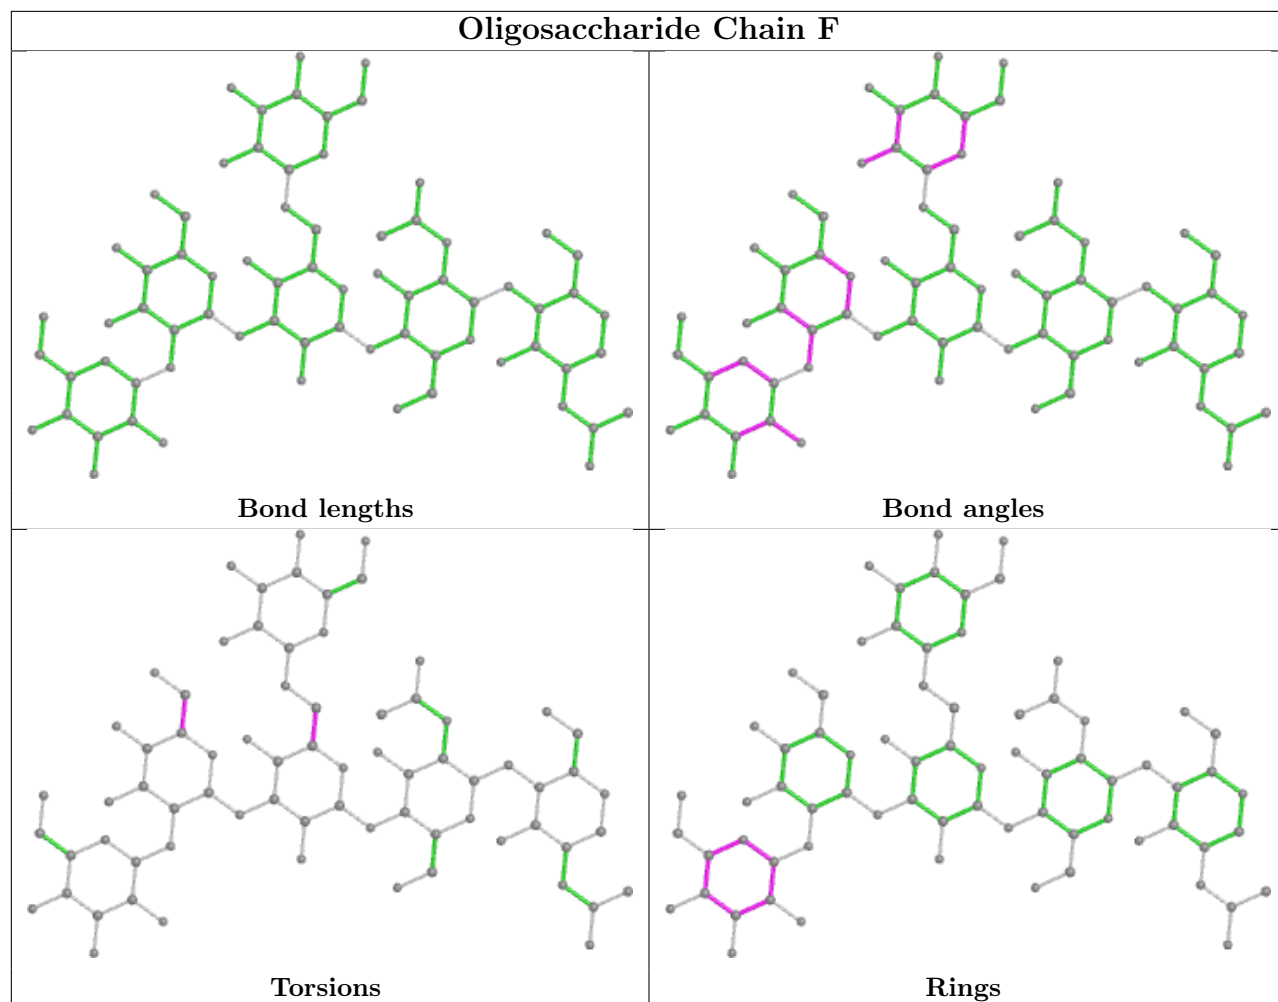 Oligosaccharide Chain F
Bond lengths
Bond angles
Torsions
Rings